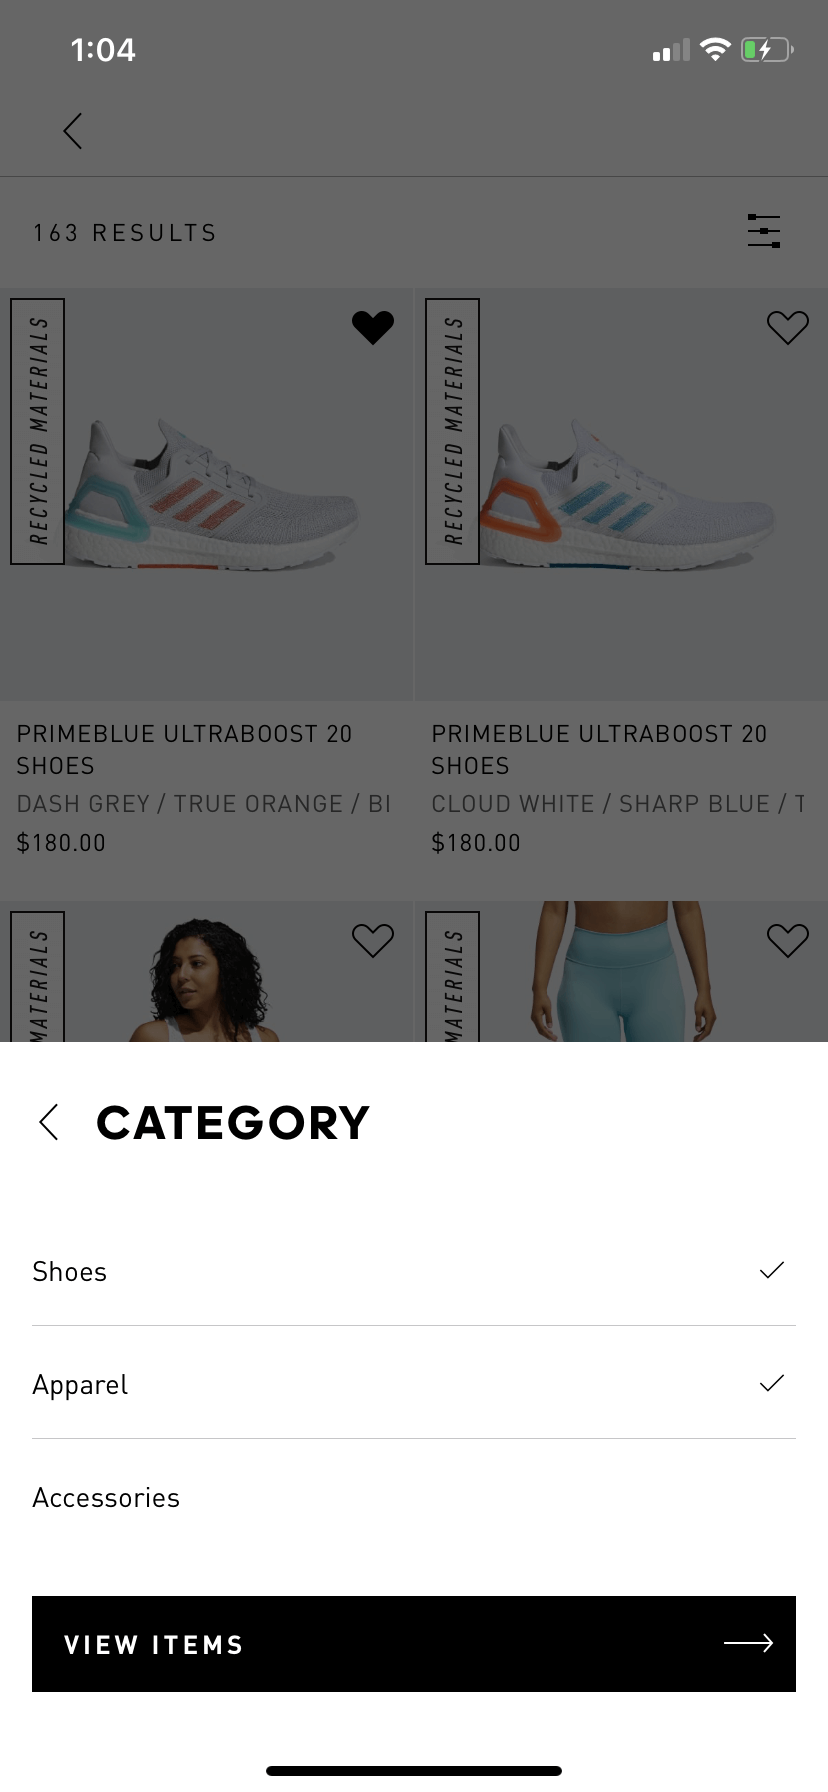 1:04
163 RESULTS
RECYCLED MATERIALS
RECYCLED MATERIALS
PRIMEBLUE ULTRABOOST 20
SHOES
DASH GREY / TRUE ORANGE / BI
$180.00
PRIMEBLUE ULTRABOOST 20
SHOES
CLOUD WHITE / SHARP BLUE / T
$180.00
MATERIALS
MATERIALS
CATEGORY
Shoes
Apparel
Accessories
VIEW ITEMS